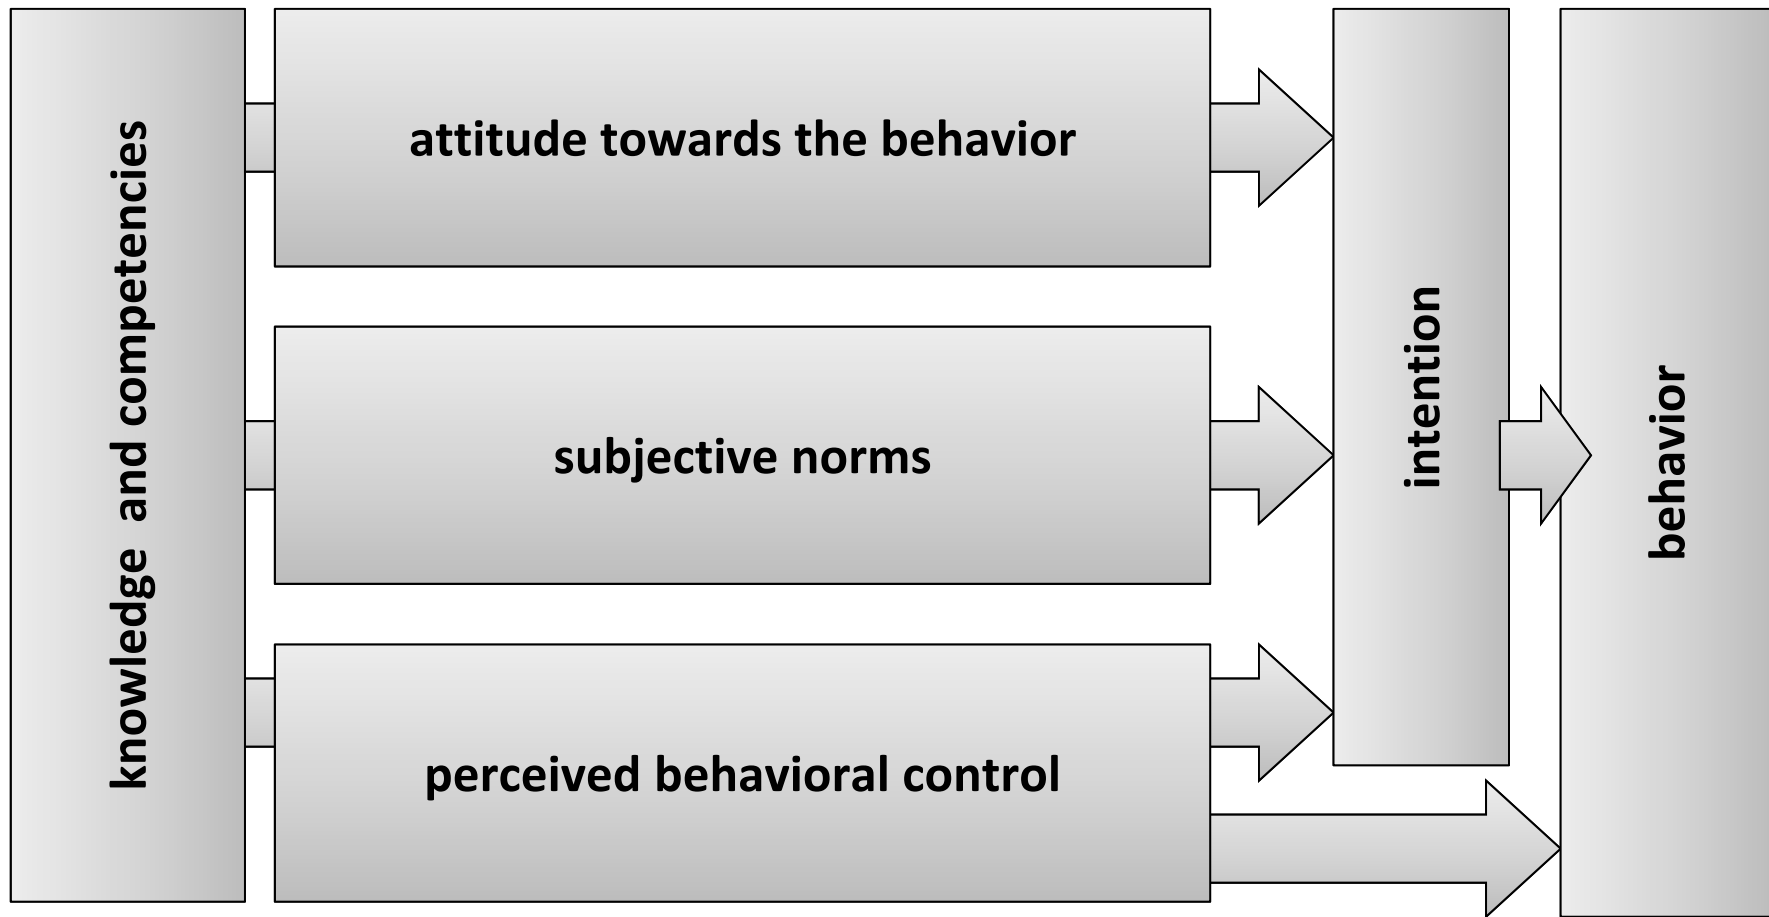 knowledge and competencies
attitude towards the behavior
subjective norms
perceived behavioral control
intention
behavior